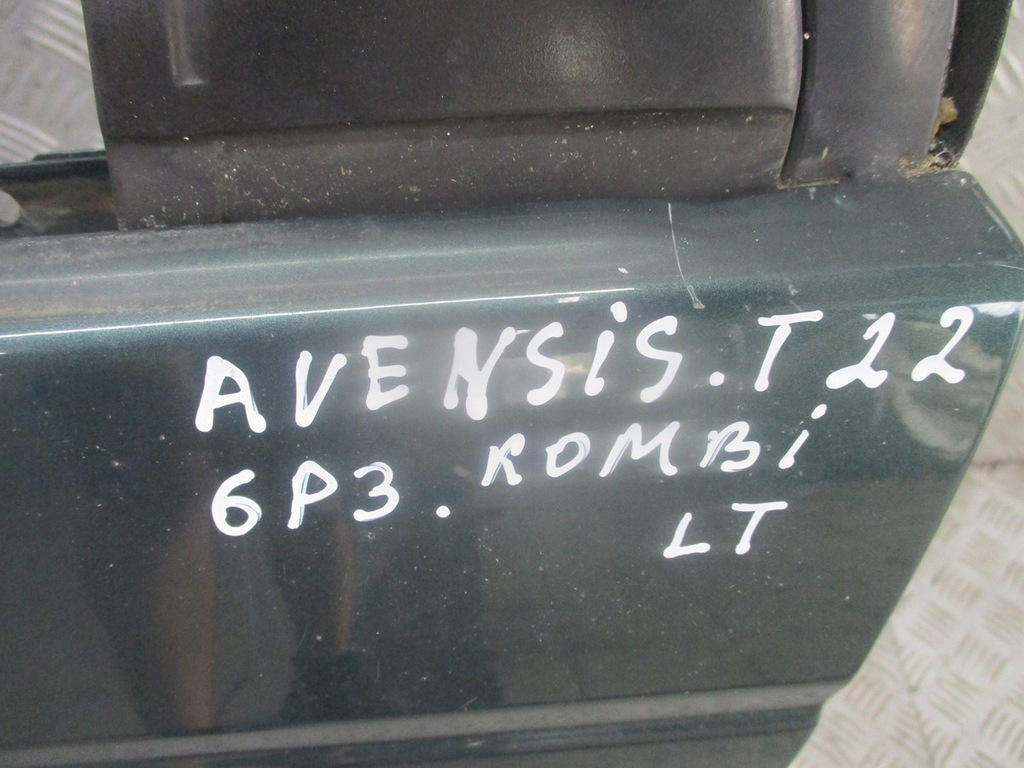 AVENSiS.T22
6P3. KOMBi
LT